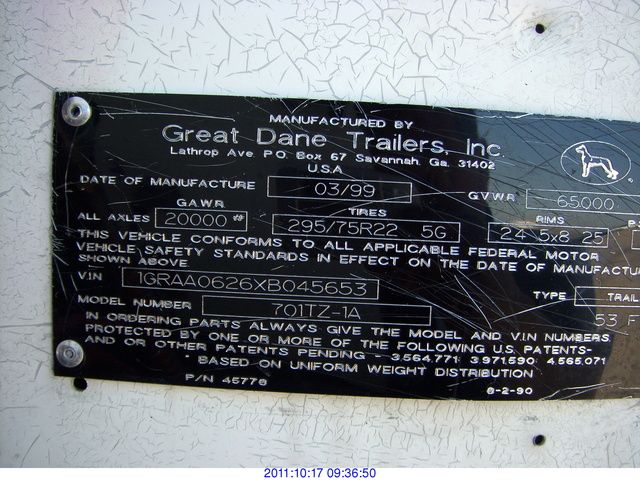 MANUFACTURED BY
Great Dane Trailers, Inc.
Lathrop Ave. P.O. Box 67 Savannah, Ga. 31402
U.S.A.
DATE OF MANUFACTURE 03/99 GVWR 65000
GAWR TIRES RIMS
ALL AXLES 20000# 295/75R22 5G 24 5x8 25
THIS VEHICLE CONFORMS TO ALL APPLICABLE FEDERAL MOTOR
VEHICLE SAFETY STANDARDS IN EFFECT ON THE DATE OF MANUFACTU
SHOWN ABOVE
V.I.N 1GRAA0626XB045653 TYPE TRAIL
MODEL NUMBER 701TZ-1A 53 F
IN ORDERING PARTS ALWAYS GIVE THE MODEL AND V.I.N NUMBERS
PROTECTED BY ONE OR MORE OF THE FOLLOWING U.S. PATENTS-
AND OR OTHER PATENTS PENDING - 3,564,771; 3,971,590; 4,565,071
- BASED ON UNIFORM WEIGHT DISTRIBUTION
P/N 45778 8-2-90
2011:10:17 09:36:50